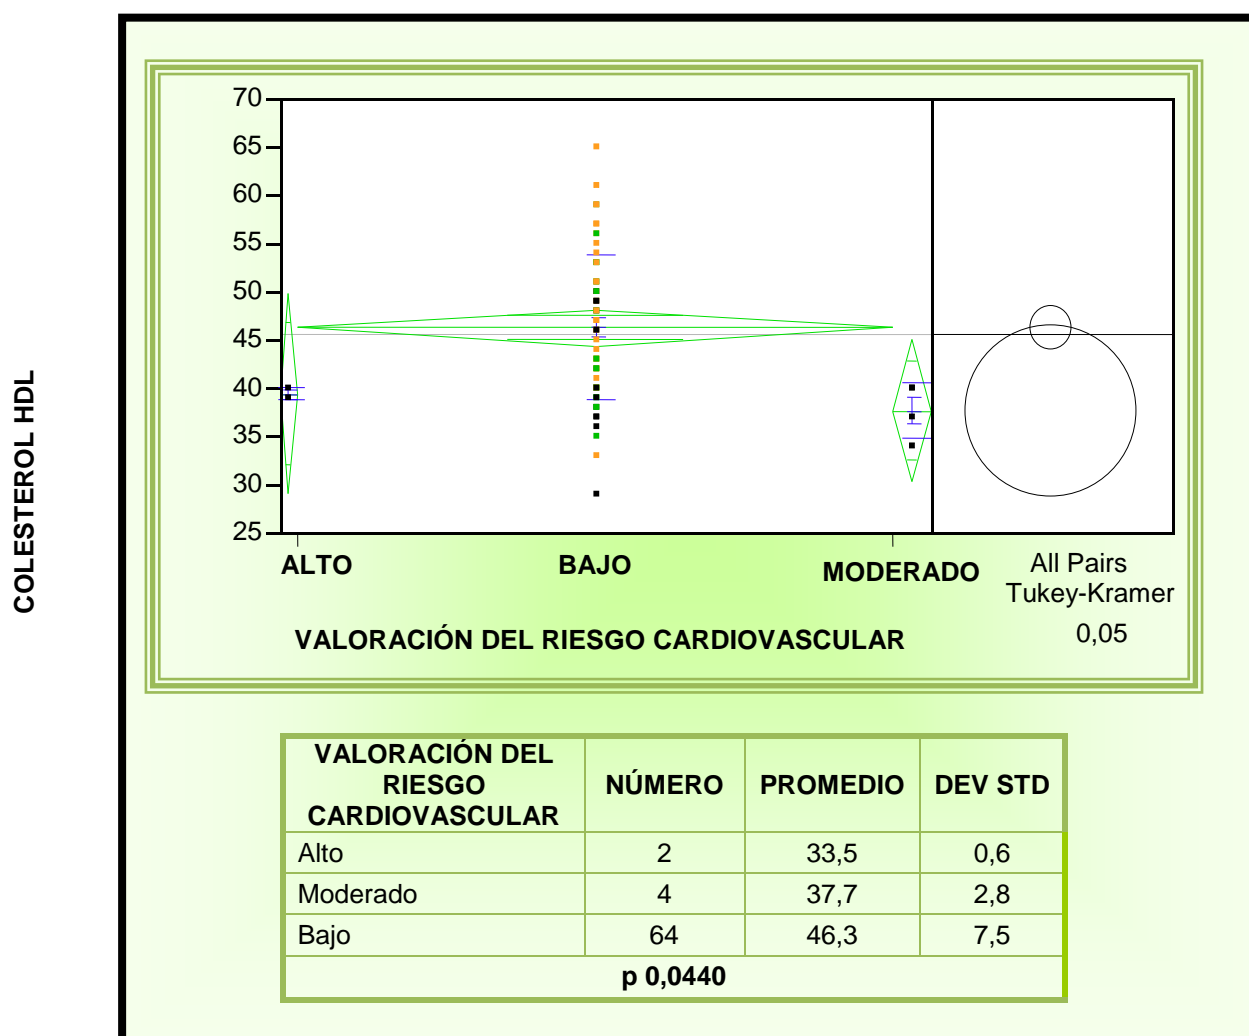 COLESTEROL HDL
70
65
60
55
50
45
40
35
30
25
ALTO
BAJO
MODERADO
All Pairs
Tukey-Kramer
0,05
VALORACIÓN DEL RIESGO CARDIOVASCULAR
VALORACIÓN DEL
RIESGO
CARDIOVASCULAR
NÚMERO
PROMEDIO
DEV STD
Alto 2 33,5 0,6
Moderado 4 37,7 2,8
Bajo 64 46,3 7,5
p 0,0440